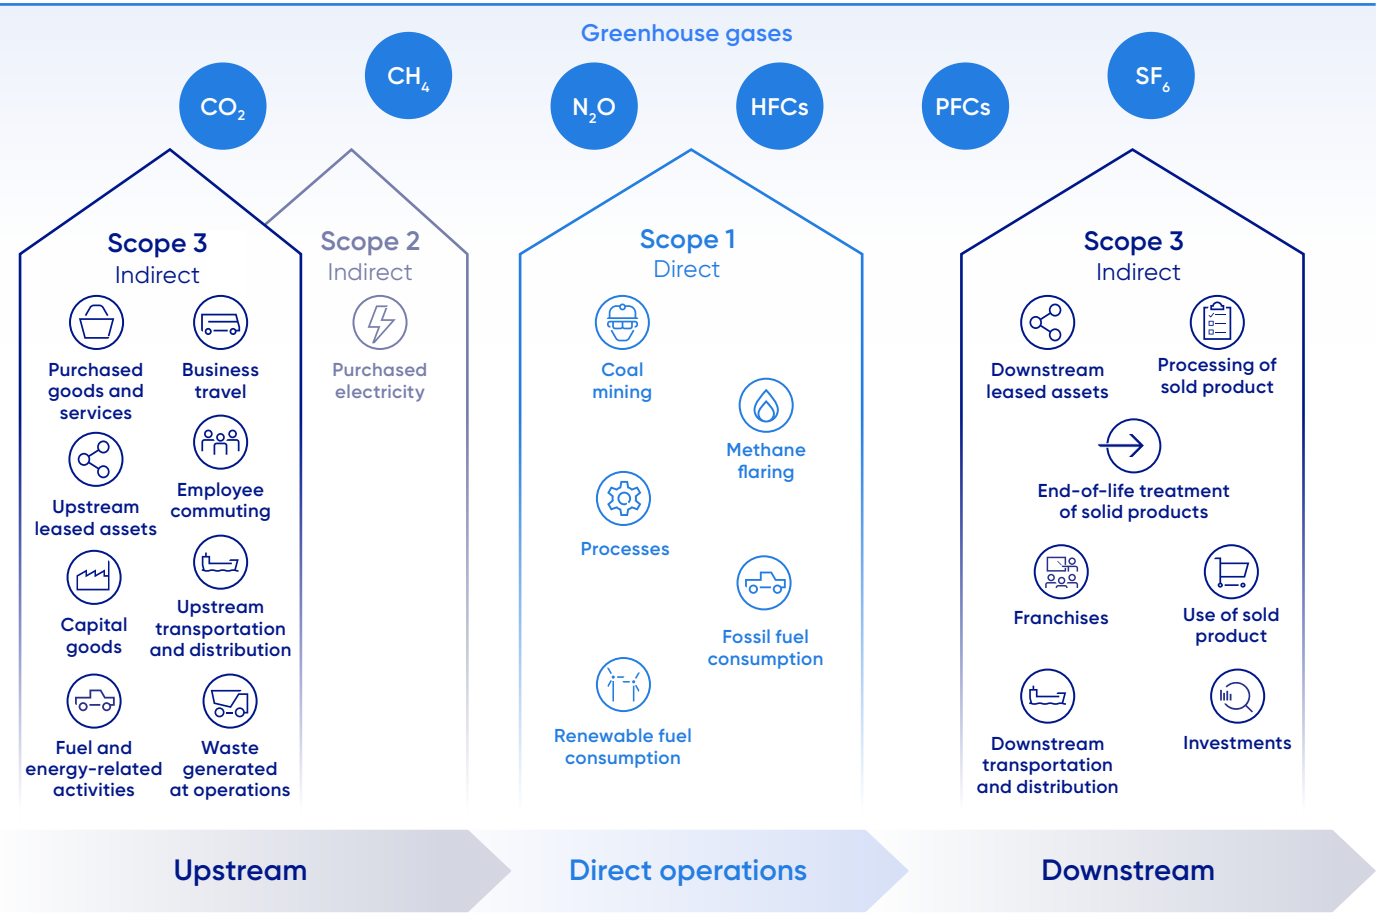 Greenhouse gases
CO₂
CH₄
N₂O
HFCs
PFCs
SF₆
Scope 3
Indirect
Purchased
goods and
services
Business
travel
Upstream
leased assets
Employee
commuting
Capital
goods
Upstream
transportation
and distribution
Fuel and
energy-related
activities
Waste
generated
at operations
Scope 2
Indirect
Purchased
electricity
Scope 1
Direct
Coal
mining
Methane
flaring
Processes
Fossil fuel
consumption
Renewable fuel
consumption
Scope 3
Indirect
Downstream
leased assets
Processing of
sold product
End-of-life treatment
of solid products
Franchises
Use of sold
product
Downstream
transportation
and distribution
Investments
Upstream
Direct operations
Downstream